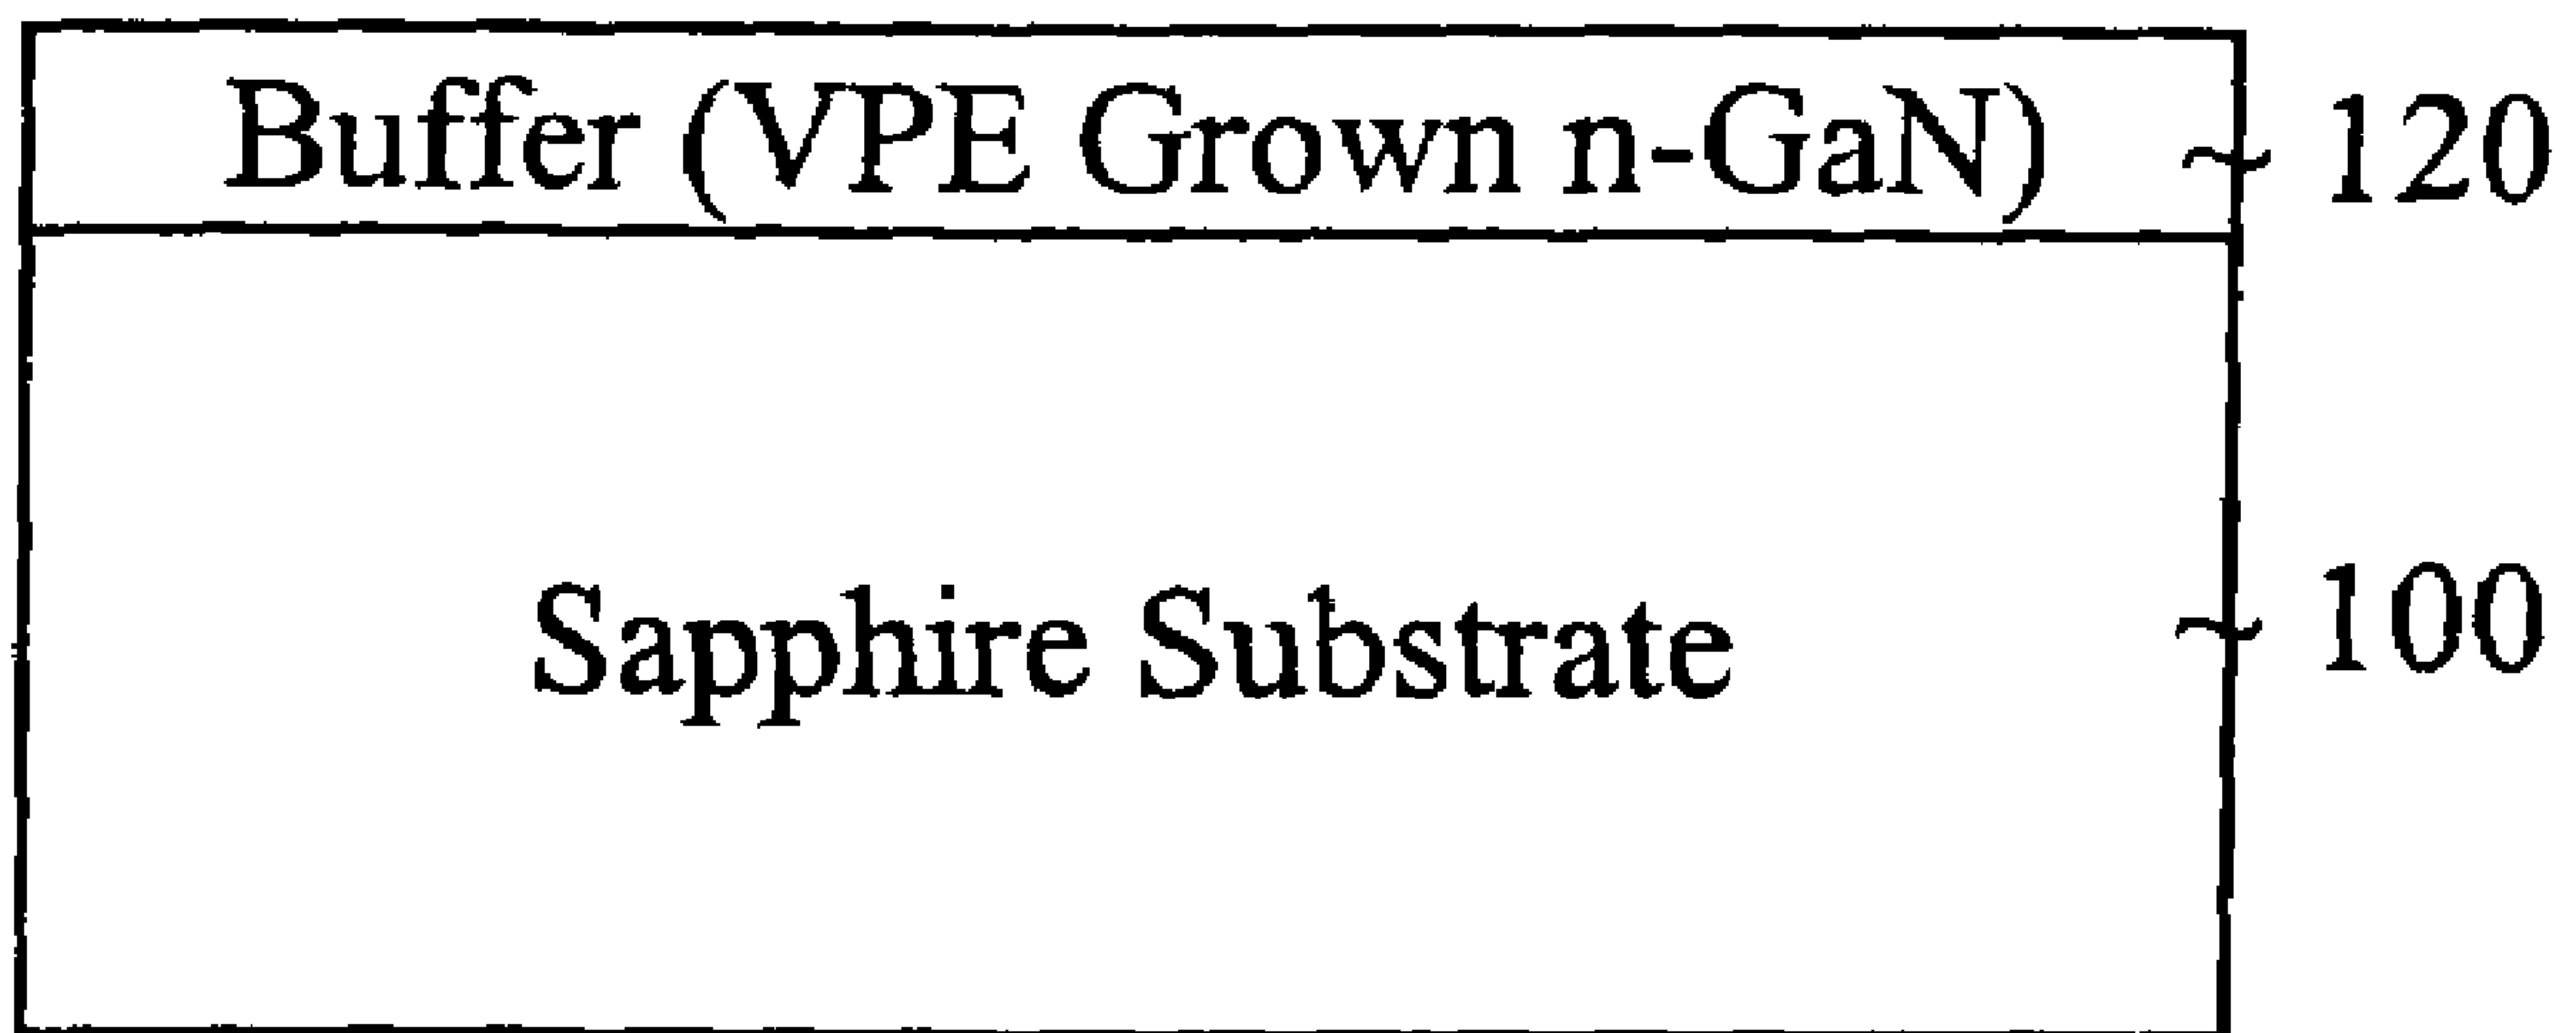 Buffer (VPE Grown n-GaN) ~ 120
Sapphire Substrate ~ 100